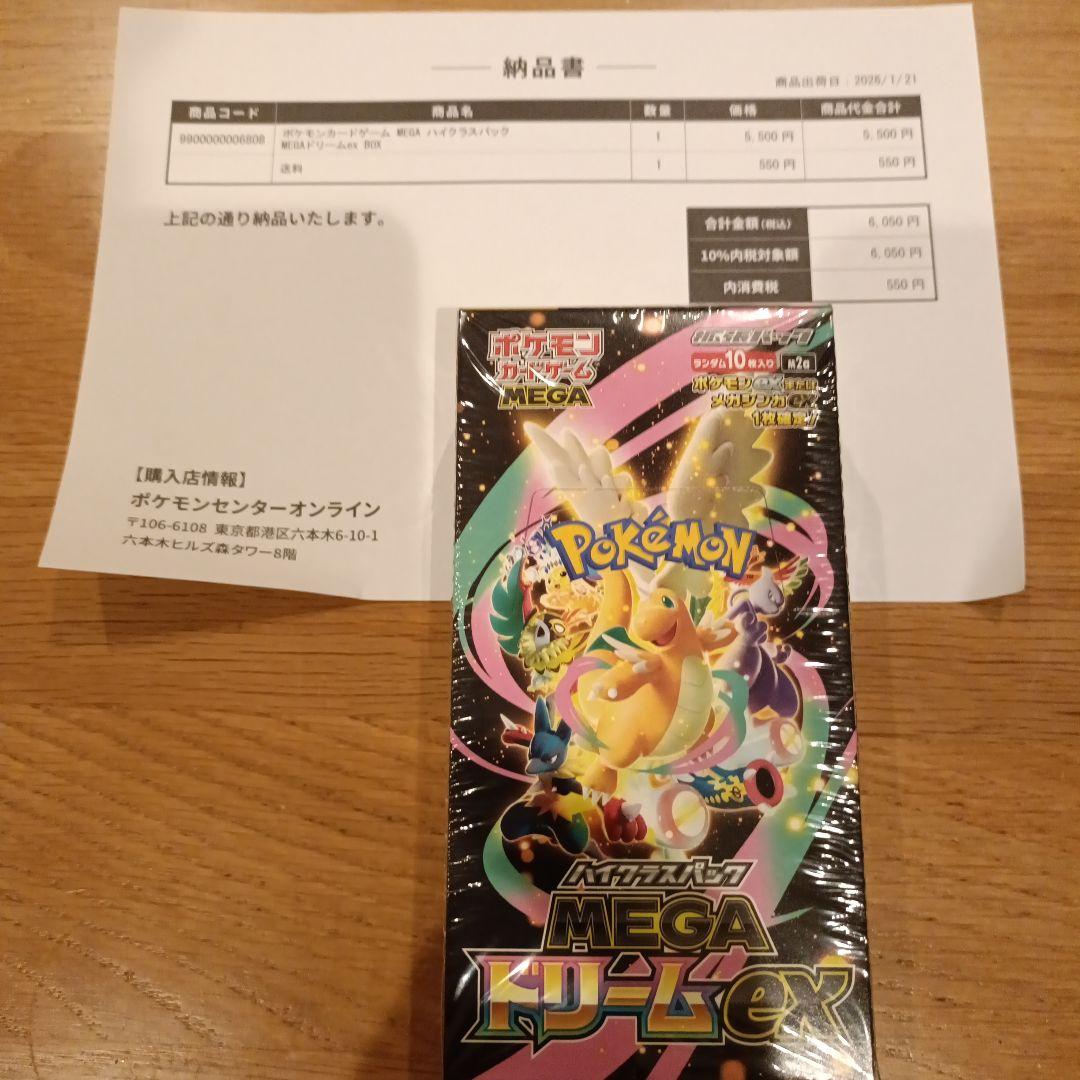 納品書
商品出荷日：2026/1/21
商品コード 商品名 数量 価格 商品代金合計
9900000006808 ポケモンカードゲーム MEGA ハイクラスパック 1 5,500 円 5,500 円
MEGAドリームex BOX
送料 1 550 円 550 円
上記の通り納品いたします。
合計金額(税込) 6,050 円
10%内税対象額 6,050 円
内消費税 550 円
【購入店情報】
ポケモンセンターオンライン
〒106-6108 東京都港区六本木6-10-1
六本木ヒルズ森タワー8階
ポケモン
カードゲーム
MEGA
拡張パック
ランダム10枚入り M2a
ポケモンexまたは
メガシンカex
1枚確定!
POKÉMON
ハイクラスパック
MEGA
ドリームex